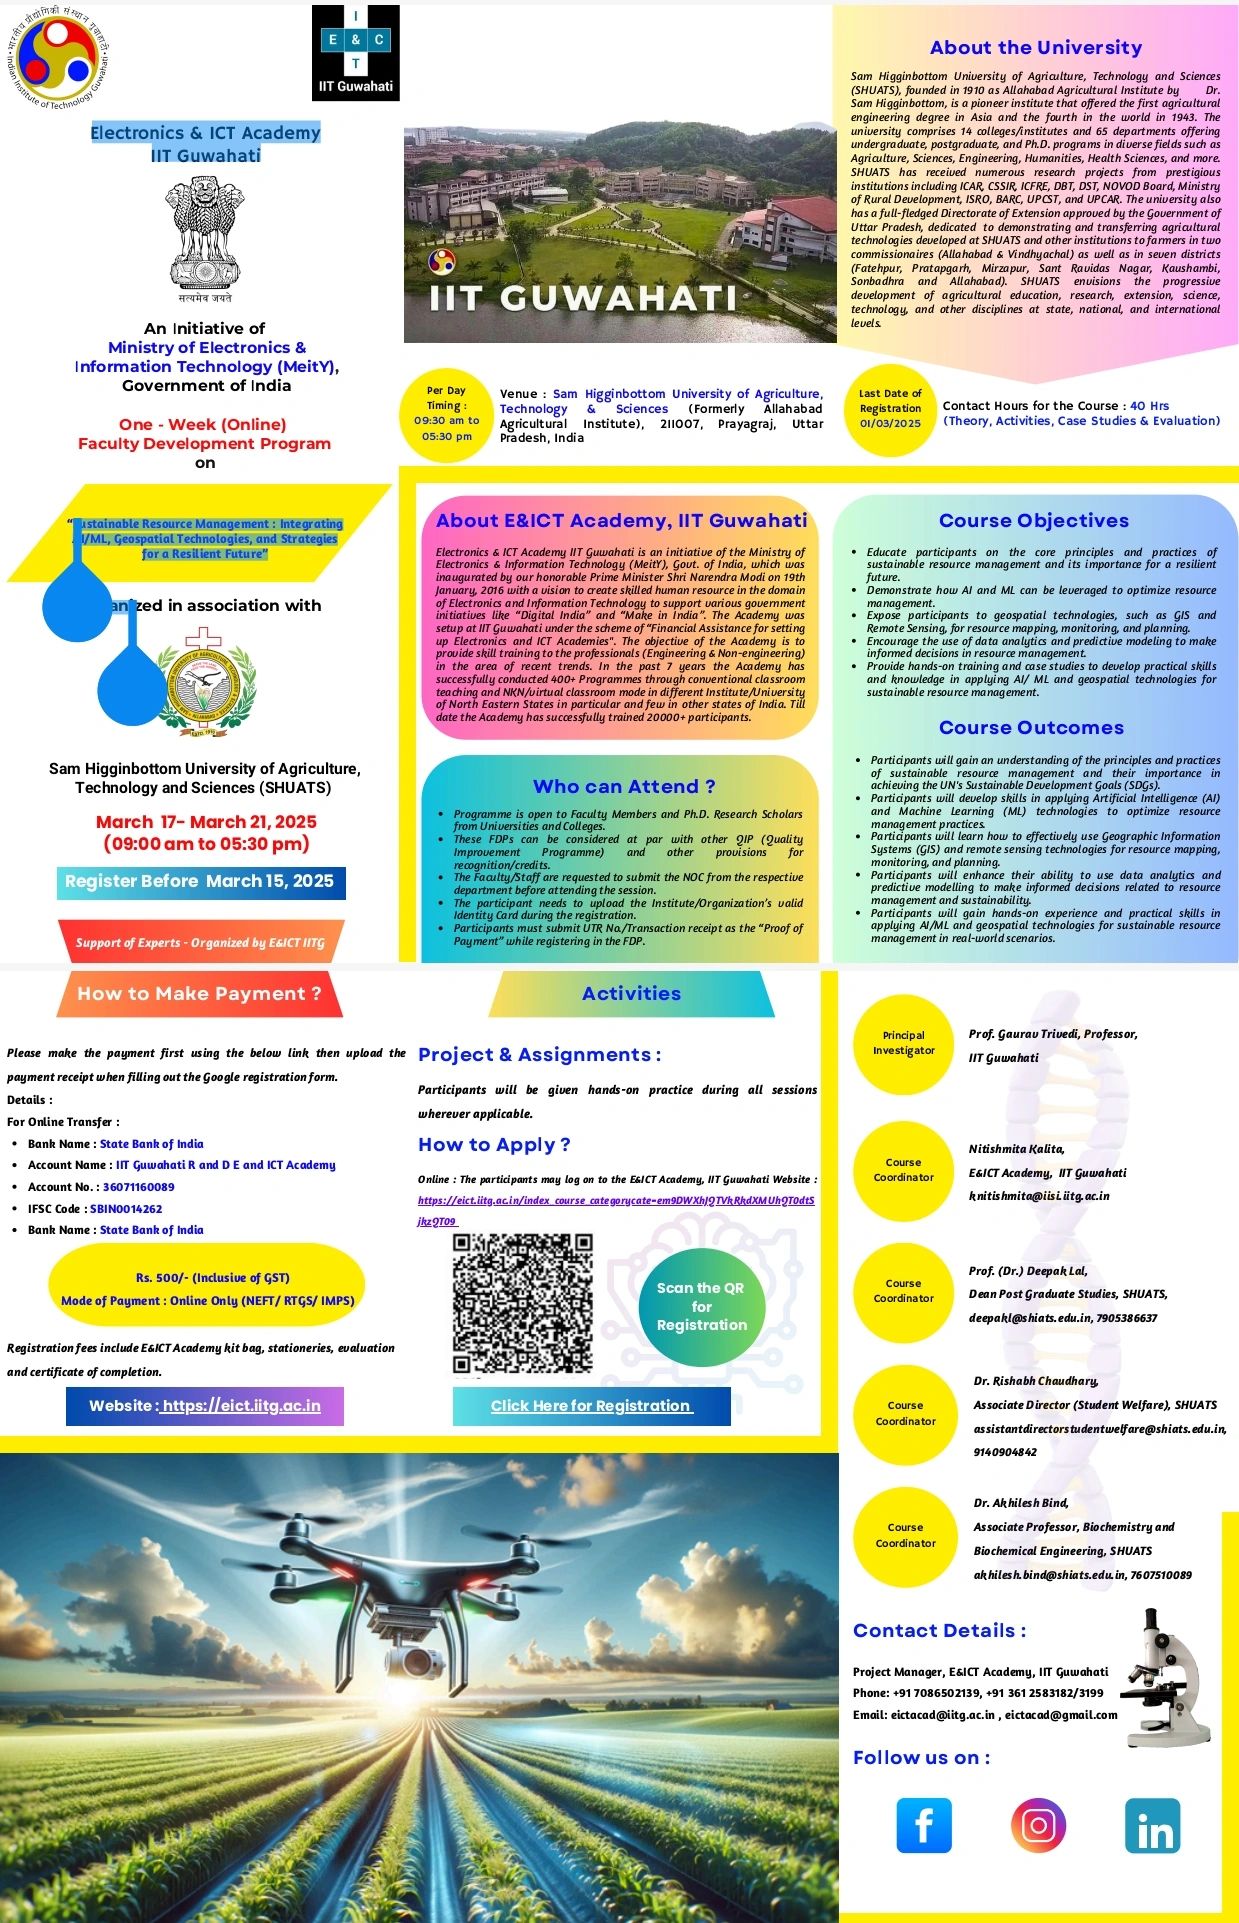 भारतीय प्रौद्योगिकी संस्थान गुवाहाटी
Indian Institute of Technology Guwahati
I
E & C
T
IIT Guwahati
Electronics & ICT Academy
IIT Guwahati
सत्यमेव जयते
An Initiative of
Ministry of Electronics &
Information Technology (MeitY),
Government of India
One - Week (Online)
Faculty Development Program
on
Sustainable Resource Management : Integrating
AI/ML, Geospatial Technologies, and Strategies
for a Resilient Future”
zed in association with
Sam Higginbottom University of Agriculture,
Technology and Sciences (SHUATS)
March 17- March 21, 2025
(09:00 am to 05:30 pm)
Register Before March 15, 2025
Support of Experts - Organized by E&ICT IITG
IIT GUWAHATI
Per Day
Timing :
09:30 am to
05:30 pm
Venue : Sam Higginbottom University of Agriculture,
Technology & Sciences (Formerly Allahabad
Agricultural Institute), 211007, Prayagraj, Uttar
Pradesh, India
About the University
Sam Higginbottom University of Agriculture, Technology and Sciences
(SHUATS), founded in 1910 as Allahabad Agricultural Institute by Dr.
Sam Higginbottom, is a pioneer institute that offered the first agricultural
engineering degree in Asia and the fourth in the world in 1943. The
university comprises 14 colleges/institutes and 65 departments offering
undergraduate, postgraduate, and Ph.D. programs in diverse fields such as
Agriculture, Sciences, Engineering, Humanities, Health Sciences, and more.
SHUATS has received numerous research projects from prestigious
institutions including ICAR, CSSIR, ICFRE, DBT, DST, NOVOD Board, Ministry
of Rural Development, ISRO, BARC, UPCST, and UPCAR. The university also
has a full-fledged Directorate of Extension approved by the Government of
Uttar Pradesh, dedicated to demonstrating and transferring agricultural
technologies developed at SHUATS and other institutions to farmers in two
commissionaires (Allahabad & Vindhyachal) as well as in seven districts
(Fatehpur, Pratapgarh, Mirzapur, Sant Ravidas Nagar, Kaushambi,
Sonbadhra and Allahabad). SHUATS envisions the progressive
development of agricultural education, research, extension, science,
technology, and other disciplines at state, national, and international
levels.
Last Date of
Registration
01/03/2025
Contact Hours for the Course : 40 Hrs
(Theory, Activities, Case Studies & Evaluation)
About E&ICT Academy, IIT Guwahati
Electronics & ICT Academy IIT Guwahati is an initiative of the Ministry of
Electronics & Information Technology (MeitY), Govt. of India, which was
inaugurated by our honorable Prime Minister Shri Narendra Modi on 19th
January, 2016 with a vision to create skilled human resource in the domain
of Electronics and Information Technology to support various government
initiatives like “Digital India” and “Make in India”. The Academy was
setup at IIT Guwahati under the scheme of “Financial Assistance for setting
up Electronics and ICT Academies". The objective of the Academy is to
provide skill training to the professionals (Engineering & Non-engineering)
in the area of recent trends. In the past 7 years the Academy has
successfully conducted 400+ Programmes through conventional classroom
teaching and NKN/virtual classroom mode in different Institute/University
of North Eastern States in particular and few in other states of India. Till
date the Academy has successfully trained 20000+ participants.
Who can Attend ?
• Programme is open to Faculty Members and Ph.D. Research Scholars
from Universities and Colleges.
• These FDPs can be considered at par with other QIP (Quality
Improvement Programme) and other provisions for
recognition/credits.
• The Faculty/Staff are requested to submit the NOC from the respective
department before attending the session.
• The participant needs to upload the Institute/Organization’s valid
Identity Card during the registration.
• Participants must submit UTR No./Transaction receipt as the “Proof of
Payment” while registering in the FDP.
Course Objectives
• Educate participants on the core principles and practices of
sustainable resource management and its importance for a resilient
future.
• Demonstrate how AI and ML can be leveraged to optimize resource
management.
• Expose participants to geospatial technologies, such as GIS and
Remote Sensing, for resource mapping, monitoring, and planning.
• Encourage the use of data analytics and predictive modeling to make
informed decisions in resource management.
• Provide hands-on training and case studies to develop practical skills
and knowledge in applying AI/ ML and geospatial technologies for
sustainable resource management.
Course Outcomes
• Participants will gain an understanding of the principles and practices
of sustainable resource management and their importance in
achieving the UN's Sustainable Development Goals (SDGs).
• Participants will develop skills in applying Artificial Intelligence (AI)
and Machine Learning (ML) technologies to optimize resource
management practices.
• Participants will learn how to effectively use Geographic Information
Systems (GIS) and remote sensing technologies for resource mapping,
monitoring, and planning.
• Participants will enhance their ability to use data analytics and
predictive modelling to make informed decisions related to resource
management and sustainability.
• Participants will gain hands-on experience and practical skills in
applying AI/ML and geospatial technologies for sustainable resource
management in real-world scenarios.
How to Make Payment ?
Please make the payment first using the below link then upload the
payment receipt when filling out the Google registration form.
Details :
For Online Transfer :
• Bank Name : State Bank of India
• Account Name : IIT Guwahati R and D E and ICT Academy
• Account No. : 36071160089
• IFSC Code : SBIN0014262
• Bank Name : State Bank of India
Rs. 500/- (Inclusive of GST)
Mode of Payment : Online Only (NEFT/ RTGS/ IMPS)
Registration fees include E&ICT Academy kit bag, stationeries, evaluation
and certificate of completion.
Website : https://eict.iitg.ac.in
Activities
Project & Assignments :
Participants will be given hands-on practice during all sessions
wherever applicable.
How to Apply ?
Online : The participants may log on to the E&ICT Academy, IIT Guwahati Website :
https://eict.iitg.ac.in/index_course_categorycate=em9DWXhJQTVkRkdXMUhQT0dtS
jkzQT09
Scan the QR
for
Registration
Click Here for Registration
Principal
Investigator
Prof. Gaurav Trivedi, Professor,
IIT Guwahati
Course
Coordinator
Nitishmita Kalita,
E&ICT Academy, IIT Guwahati
knitishmita@iisi.iitg.ac.in
Course
Coordinator
Prof. (Dr.) Deepak Lal,
Dean Post Graduate Studies, SHUATS,
deepakl@shiats.edu.in, 7905386637
Course
Coordinator
Dr. Rishabh Chaudhary,
Associate Director (Student Welfare), SHUATS
assistantdirectorstudentwelfare@shiats.edu.in,
9140904842
Course
Coordinator
Dr. Akhilesh Bind,
Associate Professor, Biochemistry and
Biochemical Engineering, SHUATS
akhilesh.bind@shiats.edu.in, 7607510089
Contact Details :
Project Manager, E&ICT Academy, IIT Guwahati
Phone: +91 7086502139, +91 361 2583182/3199
Email: eictacad@iitg.ac.in , eictacad@gmail.com
Follow us on :
f
in